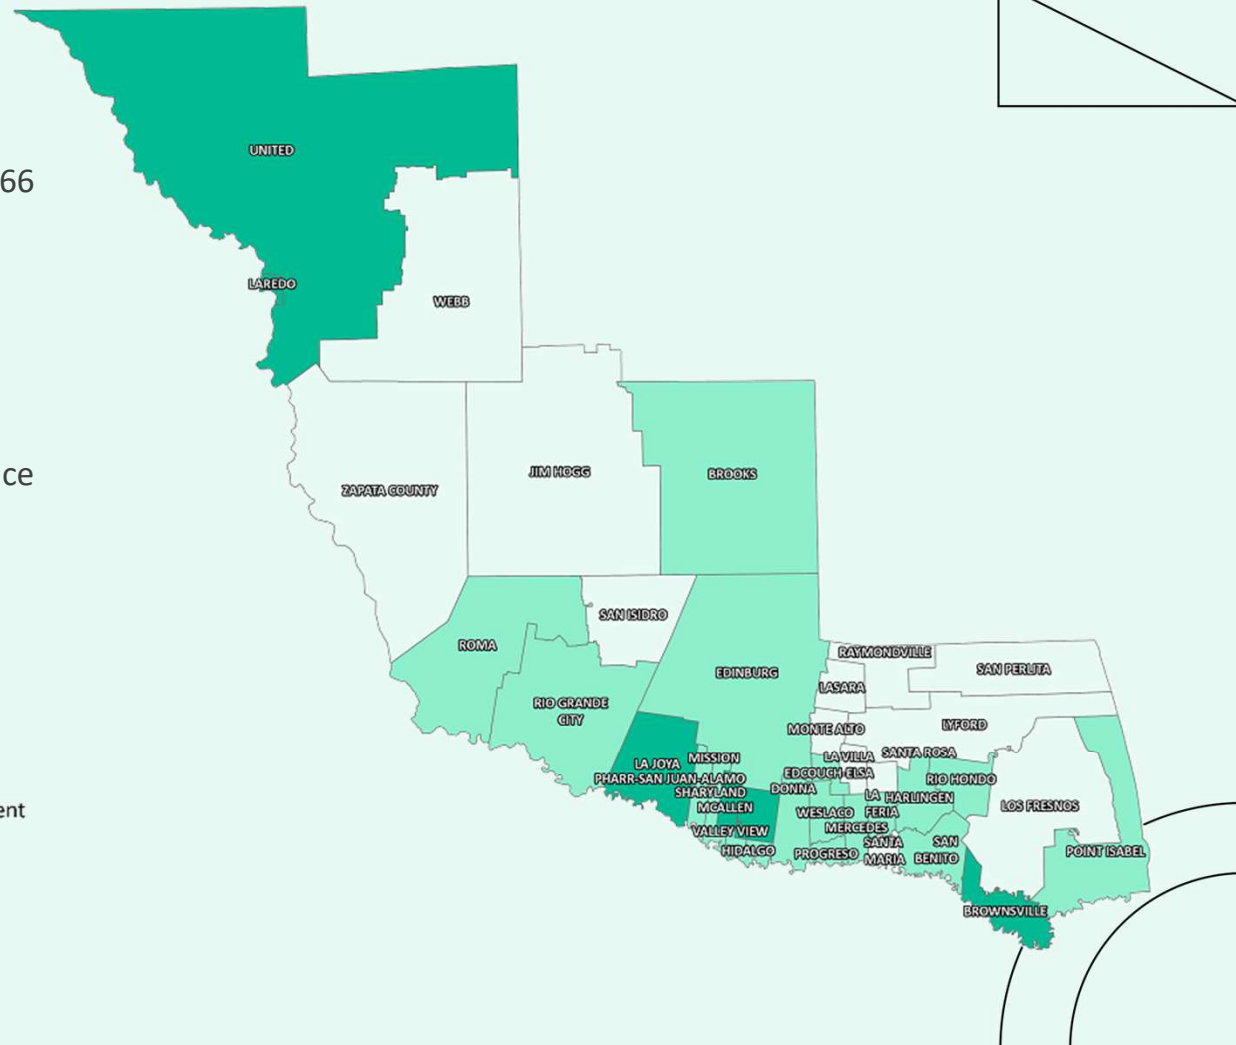 UNITED
66
LAREDO
WEBB
JIM HOGG
BROOKS
ce
ZAPATA COUNTY
SAN ISIDRO
ROMA
RAYMONDVILLE
SAN PERLITA
EDINBURG
LASARA
RIO GRANDE
CITY
LYFORD
MONTE ALTO
SANTA ROSA
MISSION
LA VILLA
LA JOYA
EDCOUCH-ELSA
PHARR-SAN JUAN-ALAMO
RIO HONDO
DONNA
SHARYLAND
LA
FERIA
HARLINGEN
MCALLEN
LOS FRESNOS
ent
WESLACO
MERCEDES
VALLEY VIEW
SANTA
MARIA
SAN
BENITO
HIDALGO
PROGRESO
POINT ISABEL
BROWNSVILLE